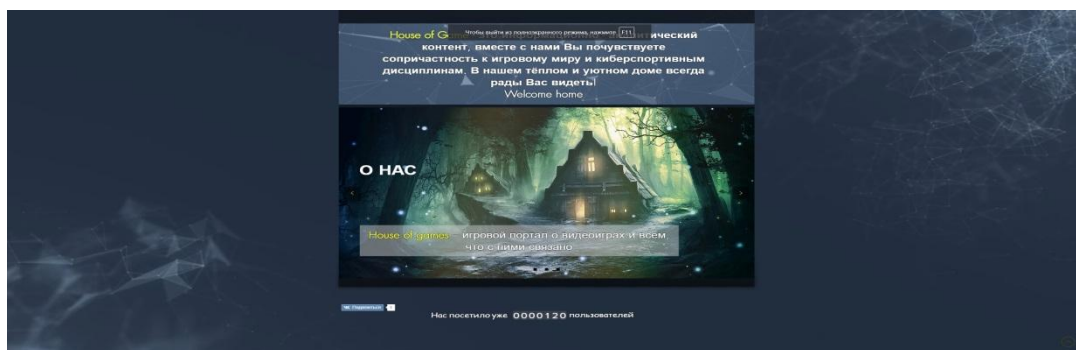 House of G
Чтобы выйти из полноэкранного режима, нажмите F11
ический
контент, вместе с нами Вы почувствуете
сопричастность к игровому миру и киберспортивным
дисциплинам. В нашем тёплом и уютном доме всегда
рады Вас видеть!
Welcome home
О НАС
House of games - игровой портал о видеоиграх и всем
что с ними связано
Нас посетило уже 0000120 пользователей